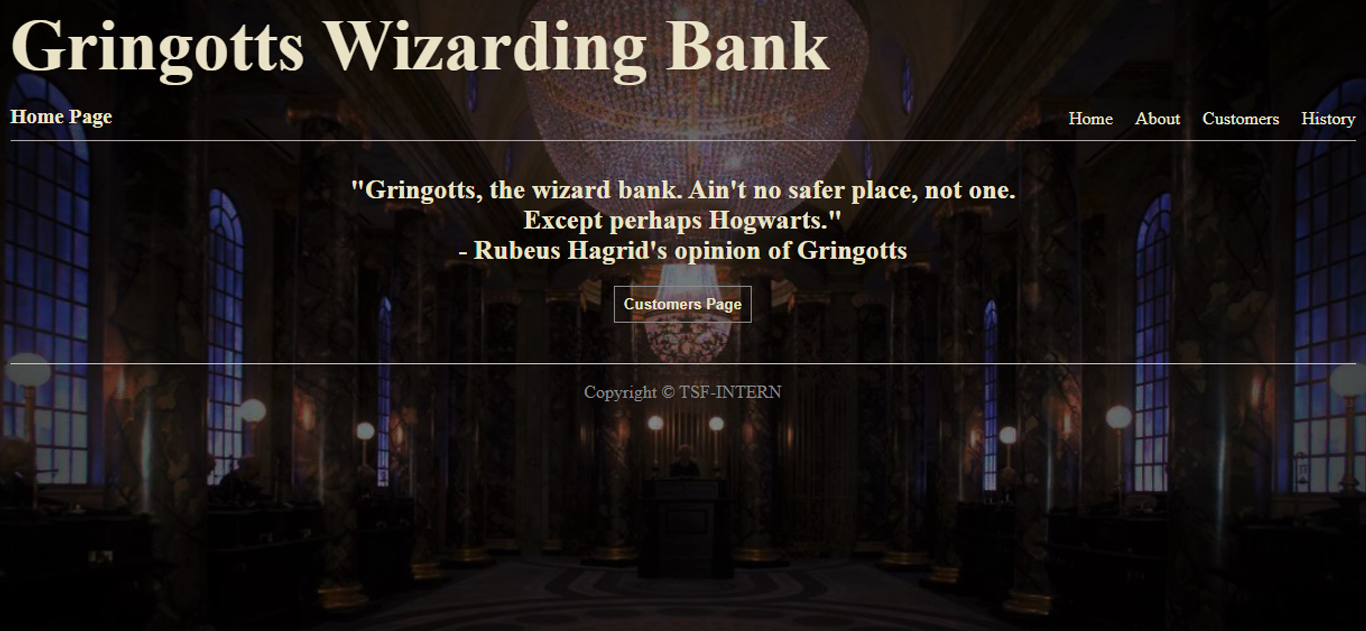 Gringotts Wizarding Bank
Home Page
Home About Customers History
"Gringotts, the wizard bank. Ain't no safer place, not one.
Except perhaps Hogwarts."
- Rubeus Hagrid's opinion of Gringotts
Customers Page
Copyright © TSF-INTERN